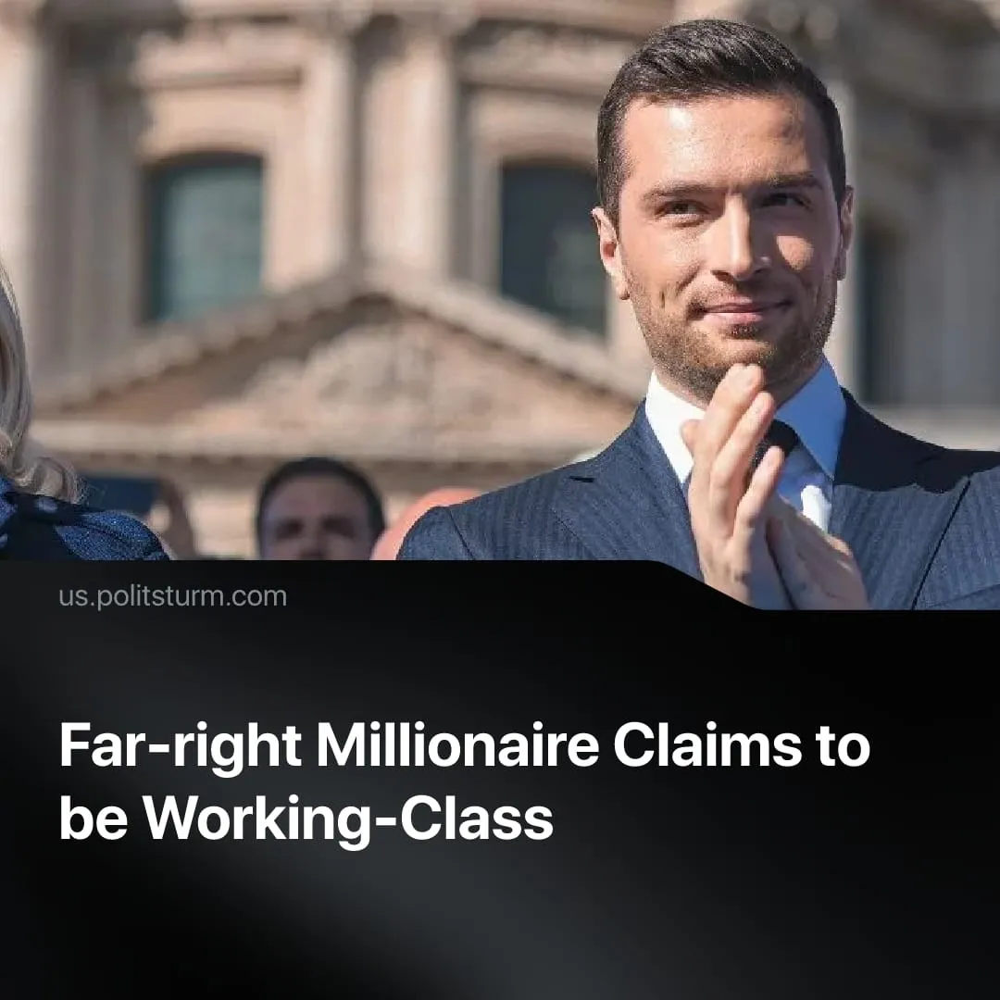 us.politsturm.com
Far-right Millionaire Claims to
be Working-Class